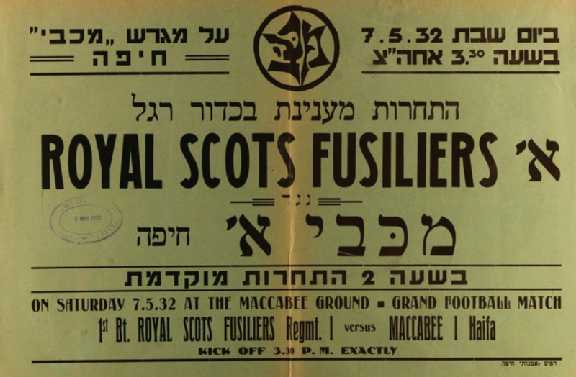 ביום שבת 7.5.32
בשעה 3.30 אחה"צ
על מגרש „מכבי"
חיפה
התחרות מענינת בכדור רגל
ROYAL SCOTS FUSILIERS א'
נגד
מכבי א' חיפה
בשעה 2 התחרות מוקדמת
ON SATURDAY 7.5.32 AT THE MACCABEE GROUND ▪ GRAND FOOTBALL MATCH
1st Bt. ROYAL SCOTS FUSILIERS Regmt. I versus MACCABEE I Haifa
KICK OFF 3.30 P. M. EXACTLY